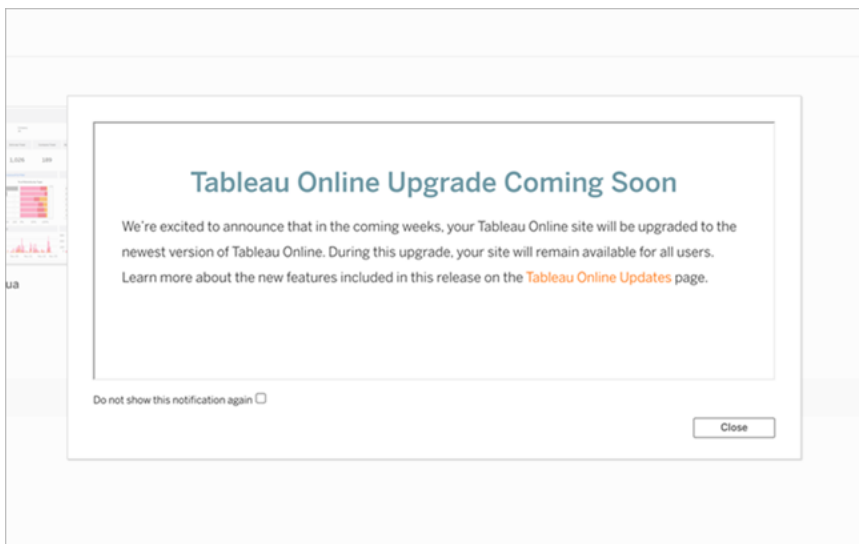 Tableau Online Upgrade Coming Soon
We're excited to announce that in the coming weeks, your Tableau Online site will be upgraded to the
newest version of Tableau Online. During this upgrade, your site will remain available for all users.
Learn more about the new features included in this release on the Tableau Online Updates page.
ua
Do not show this notification again
Close